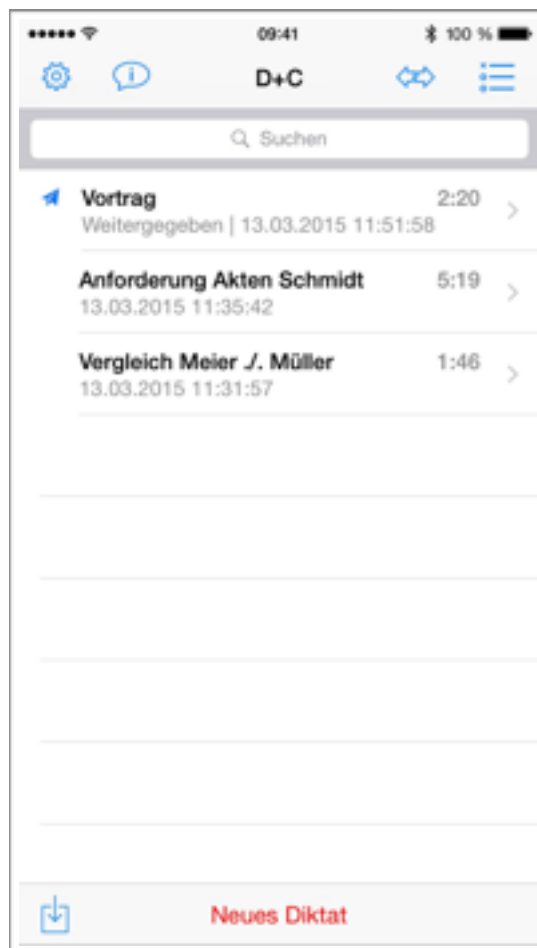 09:41
100 %
D+C
Suchen
Vortrag 2:20
Weitergegeben | 13.03.2015 11:51:58
Anforderung Akten Schmidt 5:19
13.03.2015 11:35:42
Vergleich Meier ./. Müller 1:46
13.03.2015 11:31:57
Neues Diktat